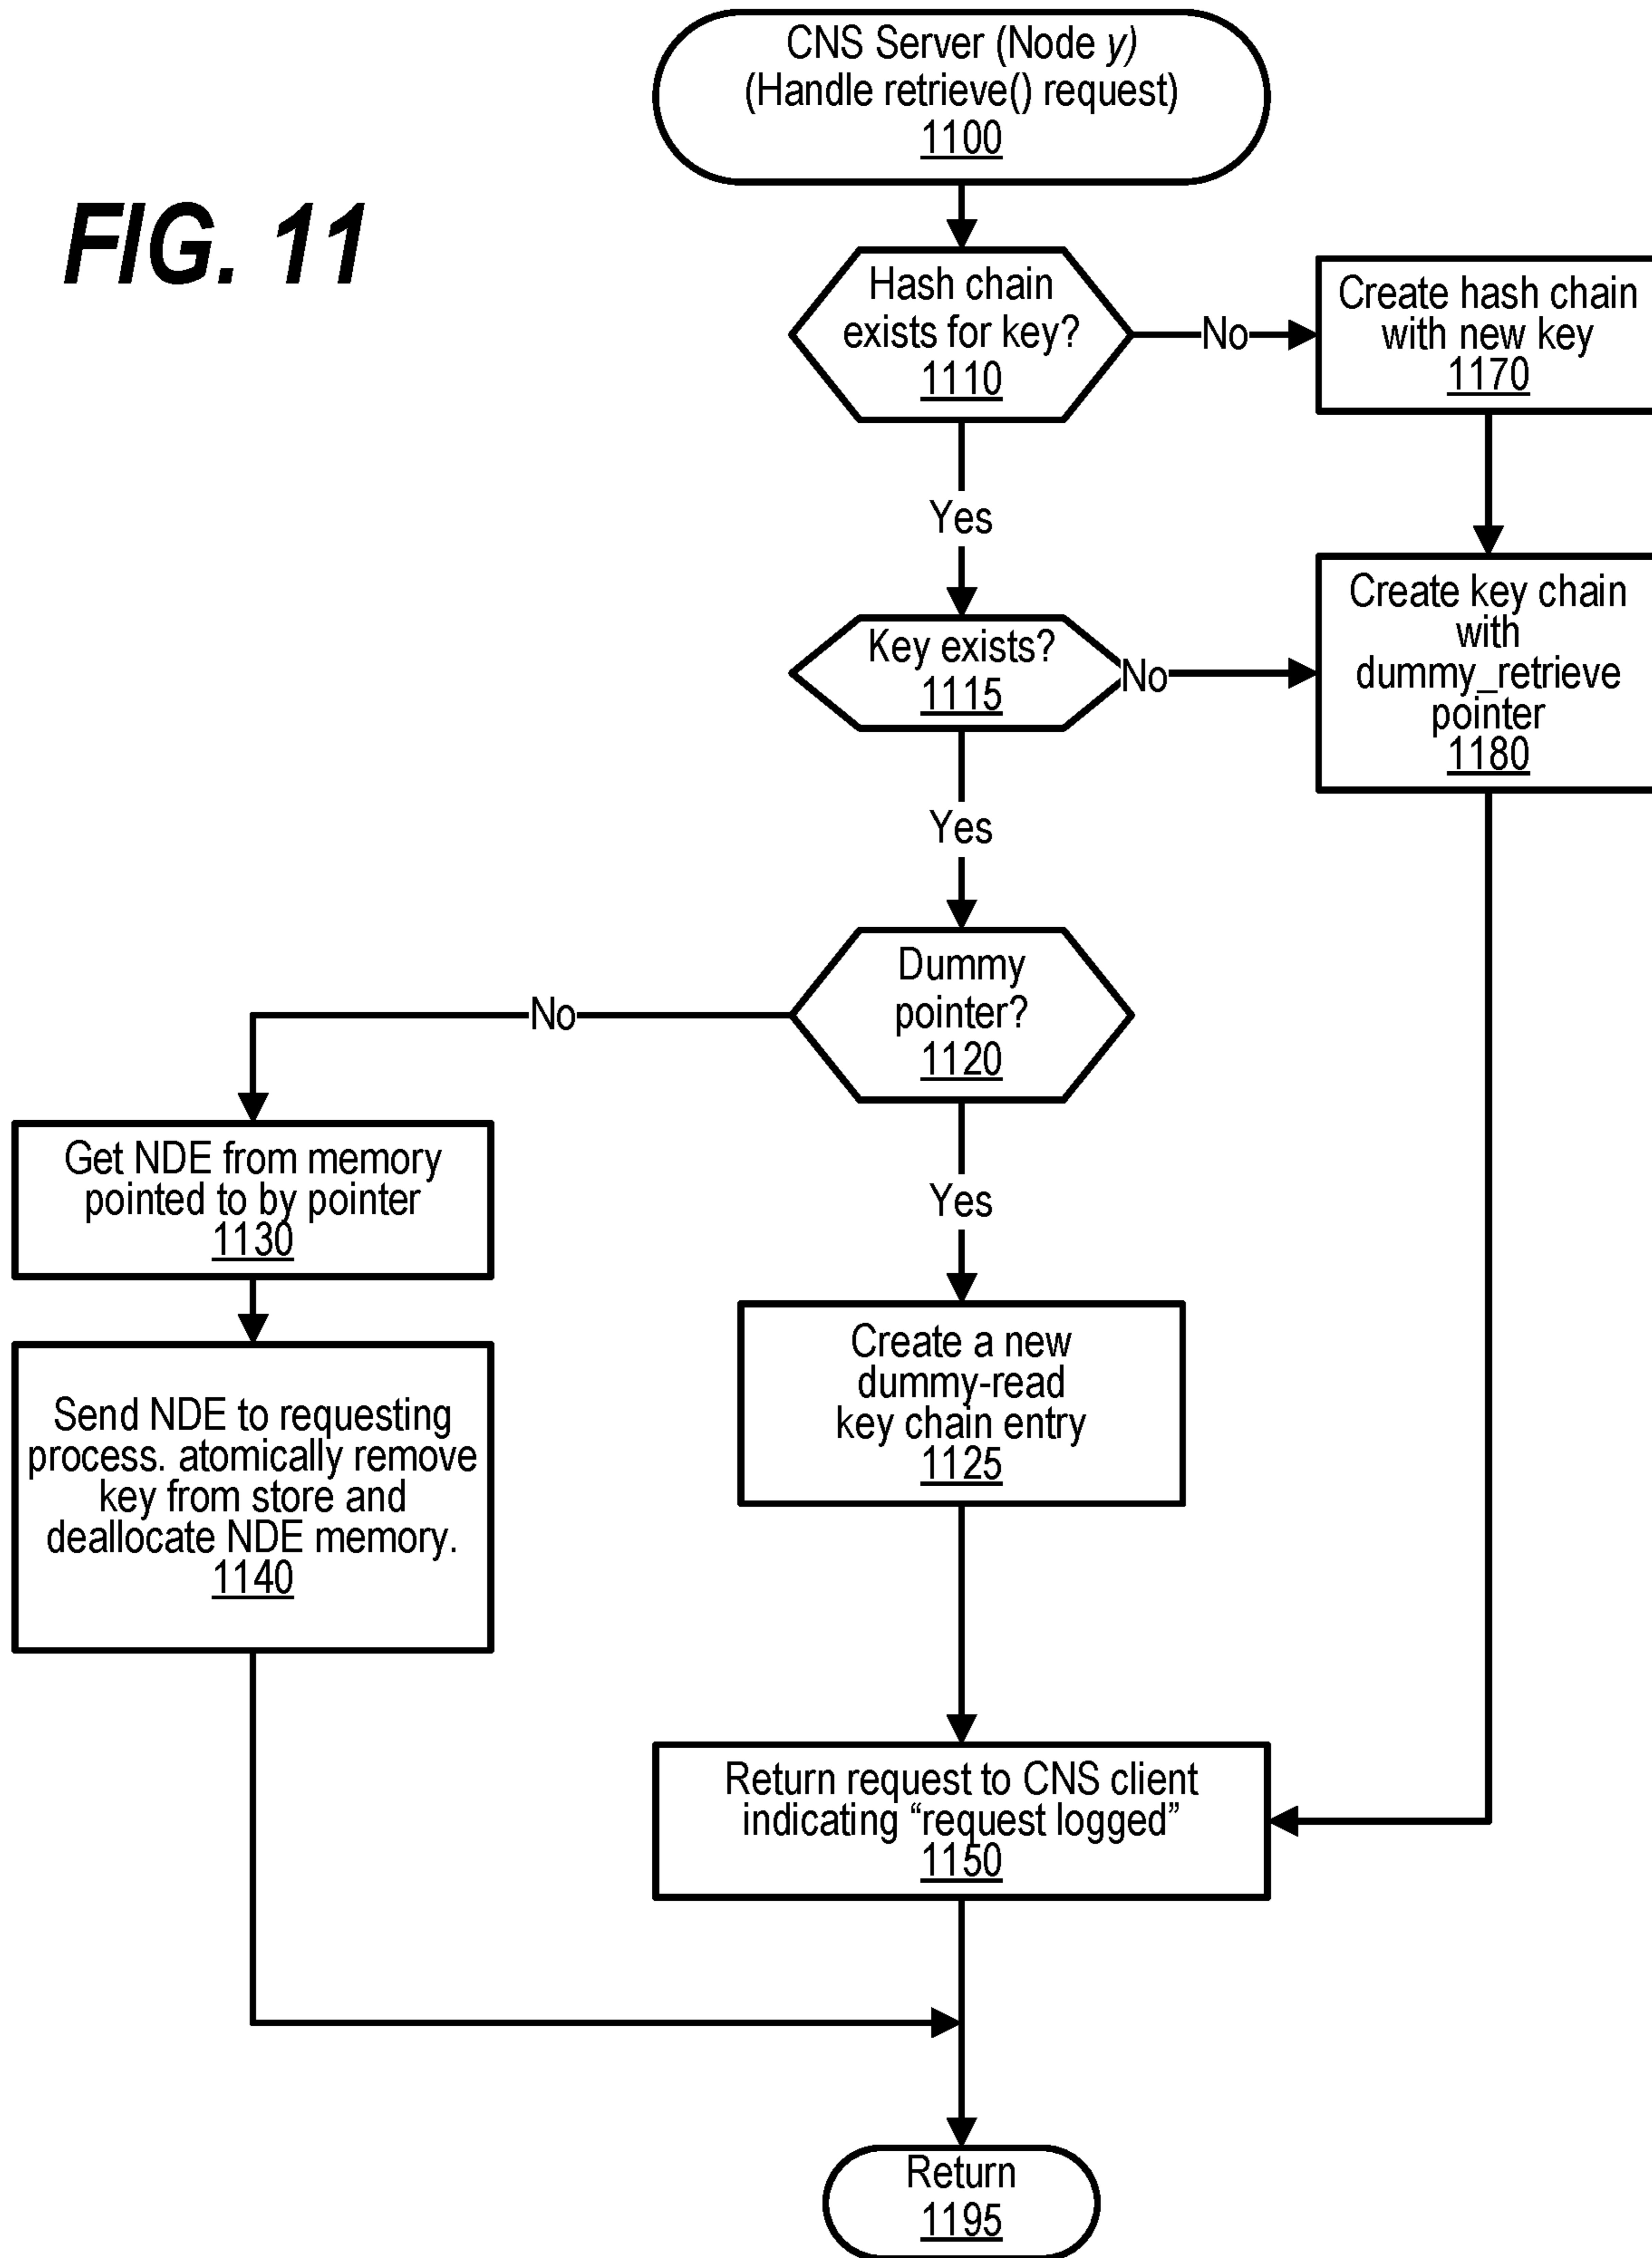 CNS Server (Node y)
(Handle retrieve() request)
1100
FIG. 11
Hash chain
exists for key?
1110
No
Create hash chain
with new key
1170
Yes
Key exists?
1115
No
Create key chain
with
dummy_retrieve
pointer
1180
Yes
Dummy
pointer?
1120
No
Get NDE from memory
pointed to by pointer
1130
Yes
Send NDE to requesting
process. atomically remove
key from store and
deallocate NDE memory.
1140
Create a new
dummy-read
key chain entry
1125
Return request to CNS client
indicating “request logged”
1150
Return
1195